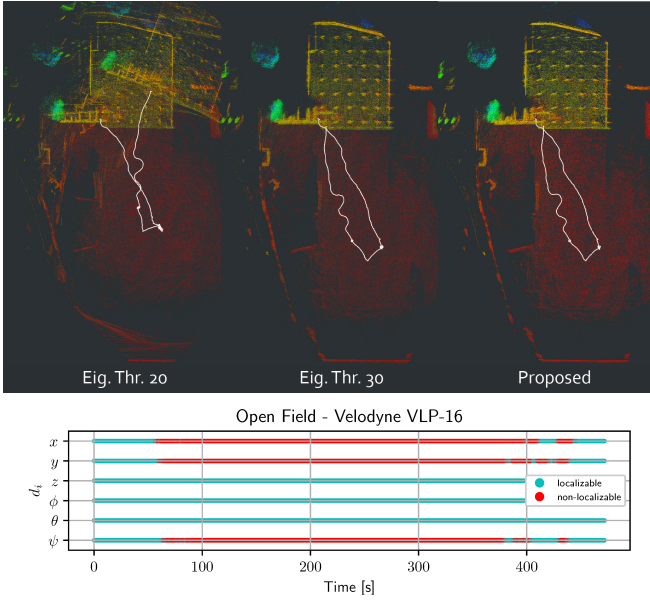 Eig. Thr. 20
Eig. Thr. 30
Proposed
Open Field - Velodyne VLP-16
x
y
z
ϕ
θ
ψ
d_i
localizable
non-localizable
0
100
200
300
400
Time [s]